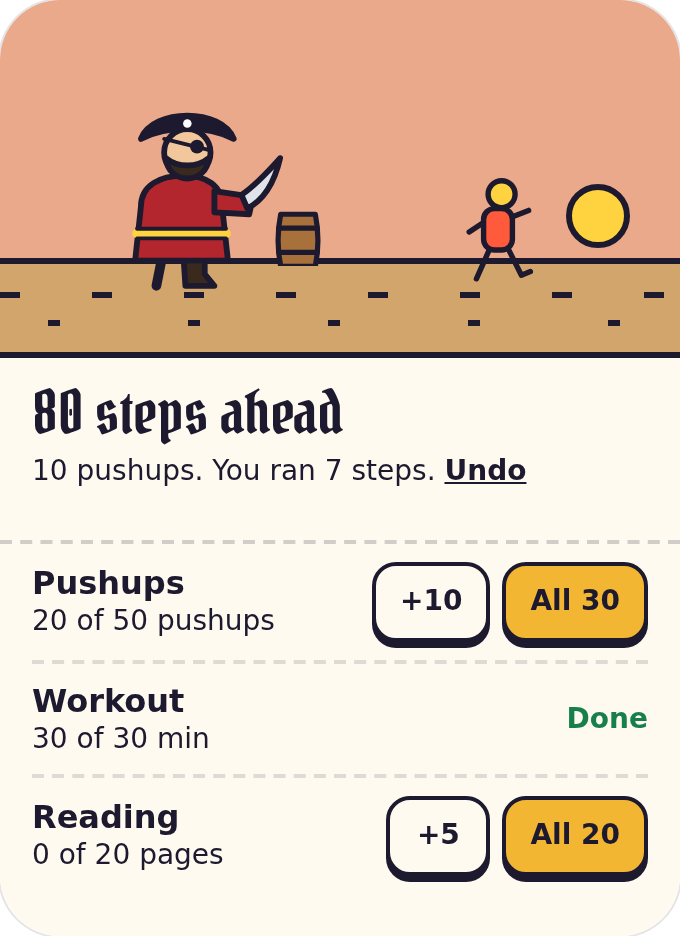 80 steps ahead
10 pushups. You ran 7 steps. Undo
Pushups
20 of 50 pushups
+10
All 30
Workout
30 of 30 min
Done
Reading
0 of 20 pages
+5
All 20